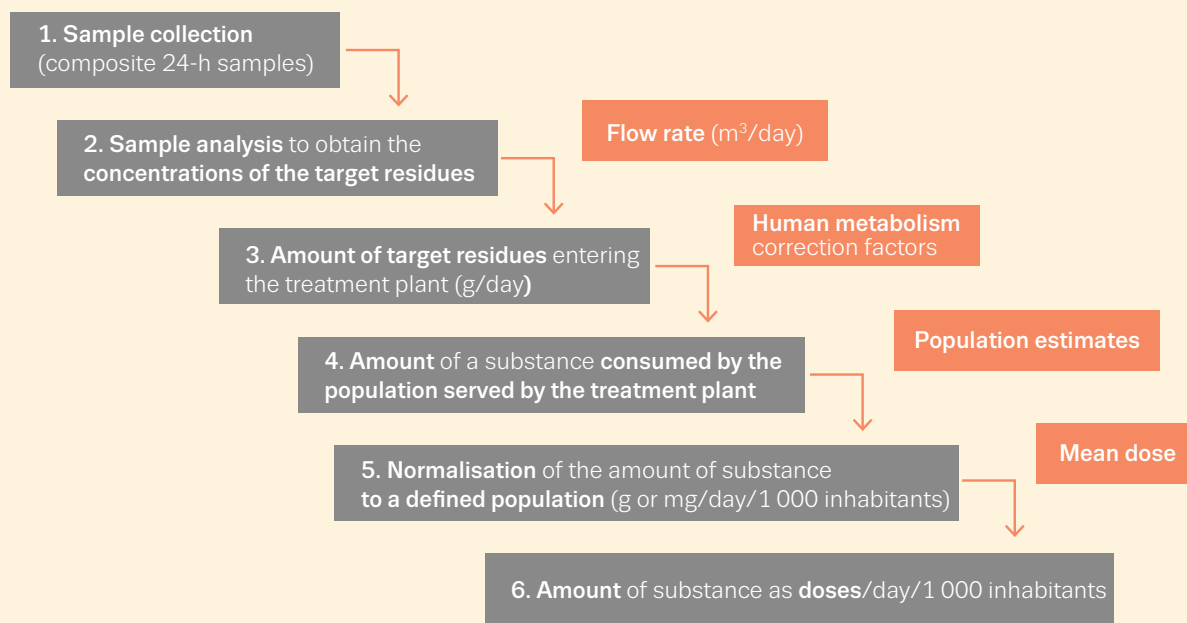 1. Sample collection
(composite 24-h samples)
2. Sample analysis to obtain the
concentrations of the target residues
Flow rate (m³/day)
3. Amount of target residues entering
the treatment plant (g/day)
Human metabolism
correction factors
4. Amount of a substance consumed by the
population served by the treatment plant
Population estimates
5. Normalisation of the amount of substance
to a defined population (g or mg/day/1 000 inhabitants)
Mean dose
6. Amount of substance as doses/day/1 000 inhabitants